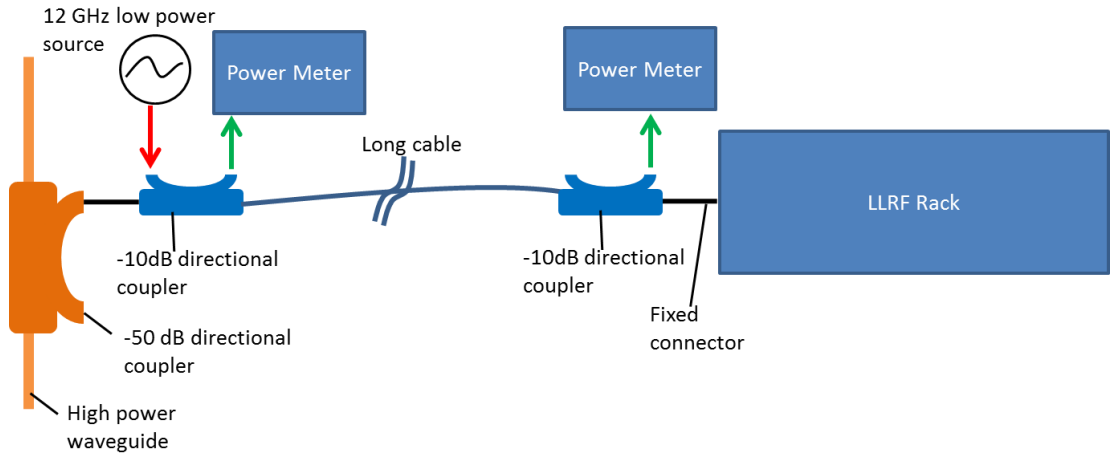 12 GHz low power
source
Power Meter
Power Meter
Long cable
LLRF Rack
-10dB directional
coupler
-10dB directional
coupler
Fixed
connector
-50 dB directional
coupler
High power
waveguide